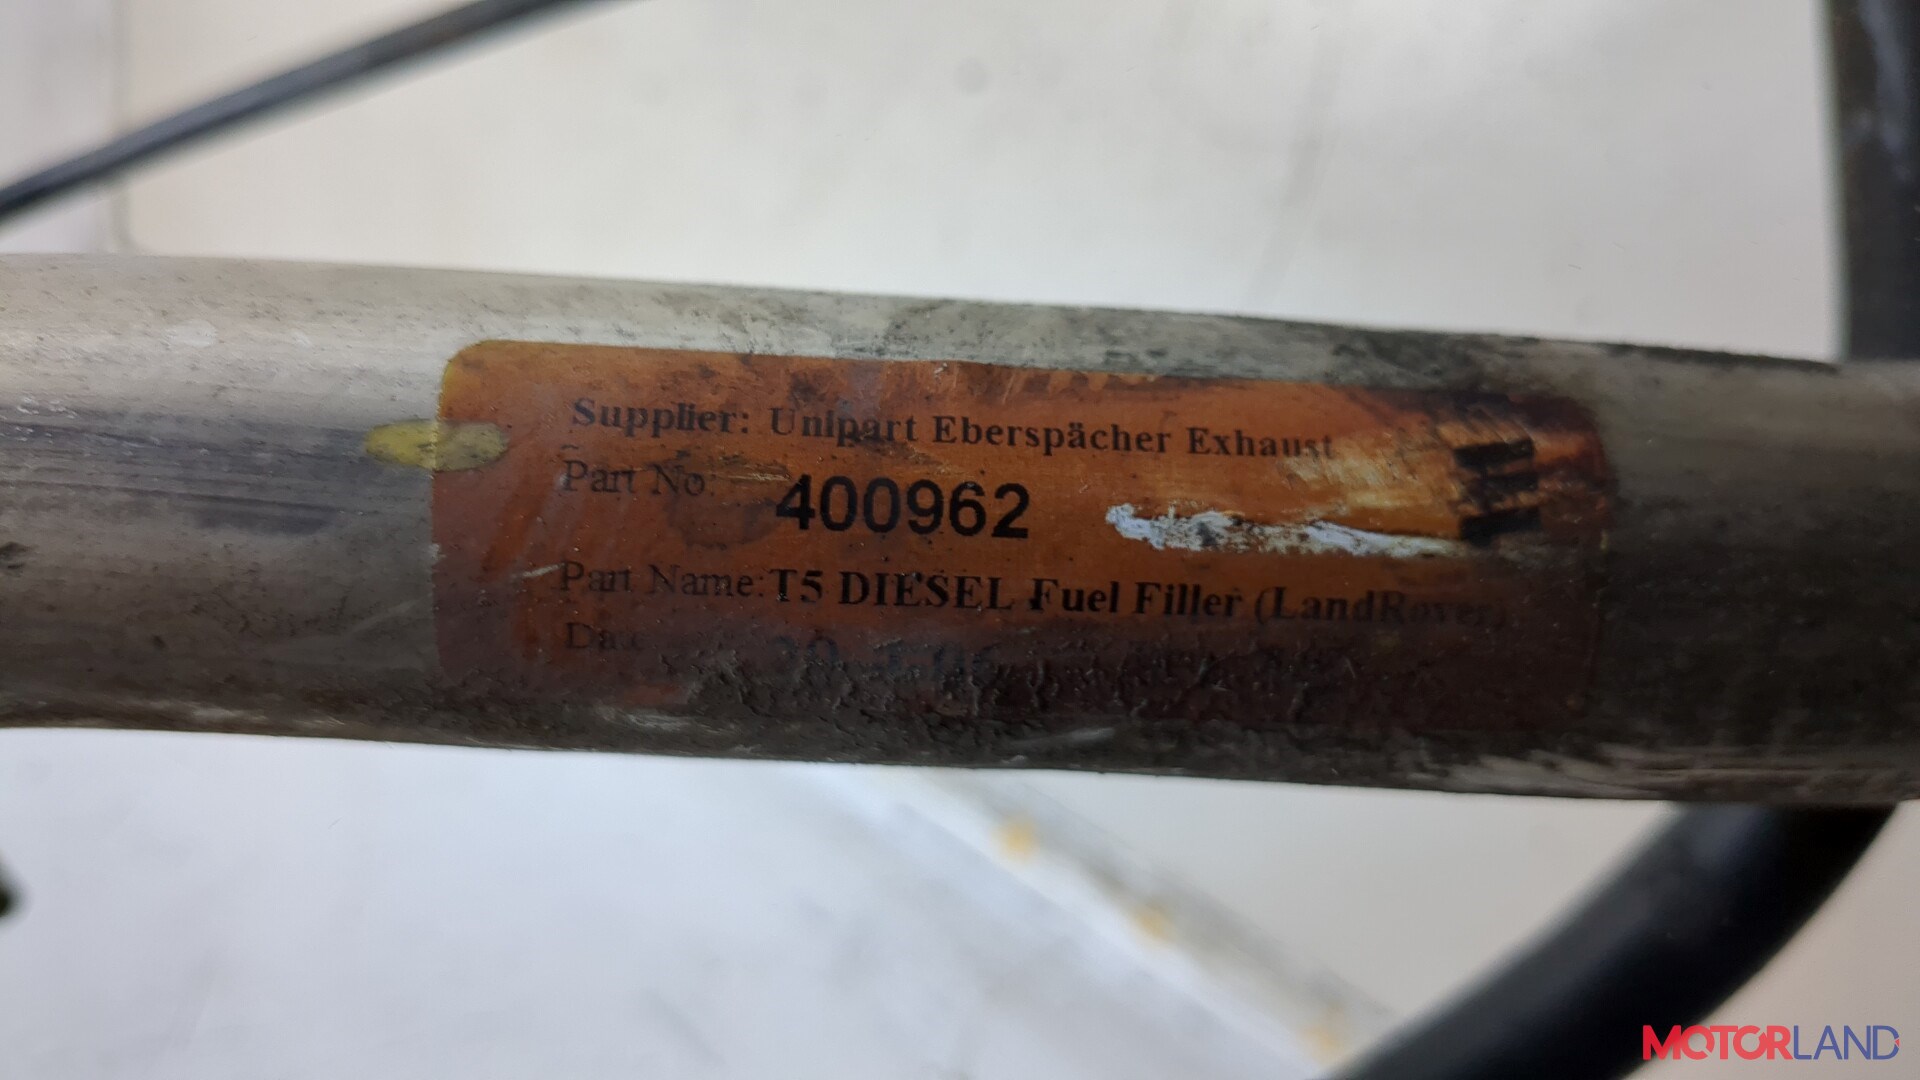 Supplier: Unipart Eberspächer Exhaust
Part No: 400962
Part Name: T5 DIESEL Fuel Filler (LandRover)
MOTORLAND